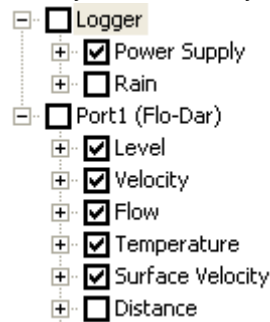 Logger
Power Supply
Rain
Port1 (Flo-Dar)
Level
Velocity
Flow
Temperature
Surface Velocity
Distance